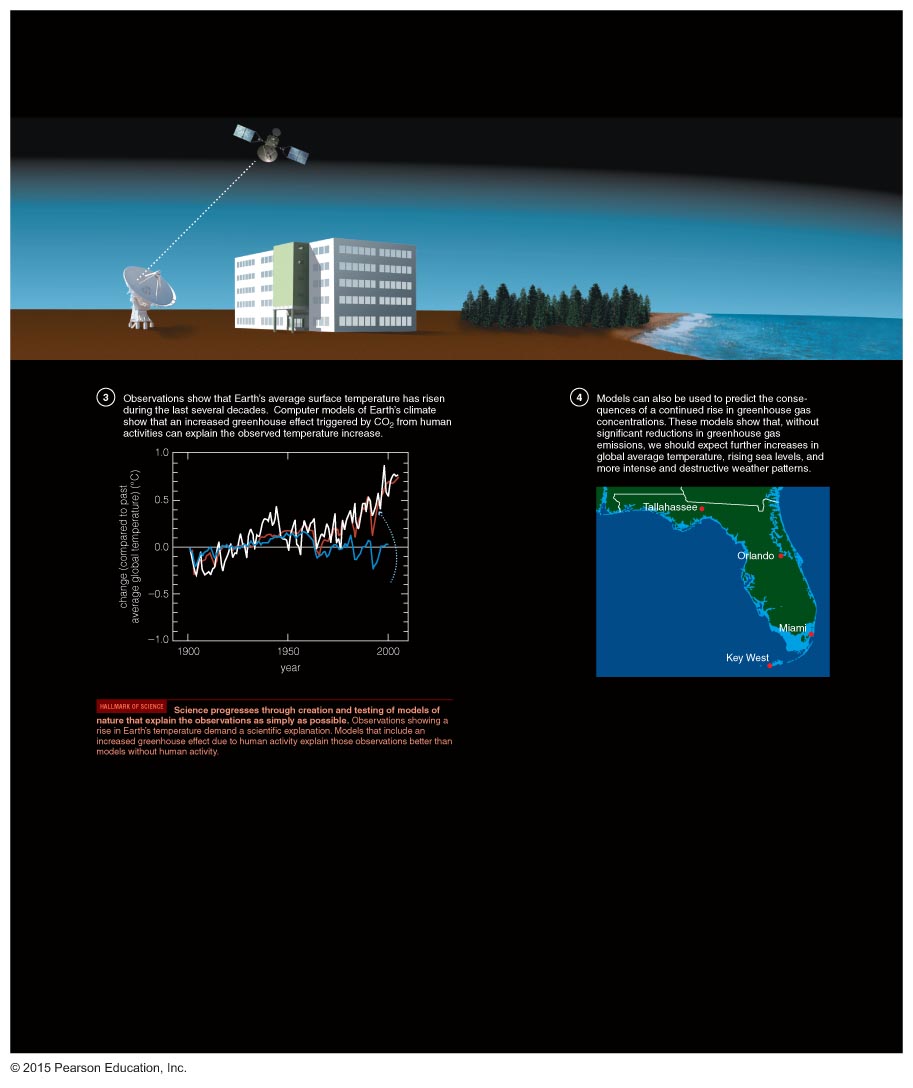 3 Observations show that Earth's average surface temperature has risen
during the last several decades.  Computer models of Earth's climate
show that an increased greenhouse effect triggered by CO2 from human
activities can explain the observed temperature increase.
change (compared to past
average global temperature) (°C)
1.0
0.5
0.0
−0.5
−1.0
1900
1950
2000
year
HALLMARK OF SCIENCE Science progresses through creation and testing of models of
nature that explain the observations as simply as possible. Observations showing a
rise in Earth's temperature demand a scientific explanation. Models that include an
increased greenhouse effect due to human activity explain those observations better than
models without human activity.
4 Models can also be used to predict the conse-
quences of a continued rise in greenhouse gas
concentrations. These models show that, without
significant reductions in greenhouse gas
emissions, we should expect further increases in
global average temperature, rising sea levels, and
more intense and destructive weather patterns.
Tallahassee
Orlando
Miami
Key West
© 2015 Pearson Education, Inc.